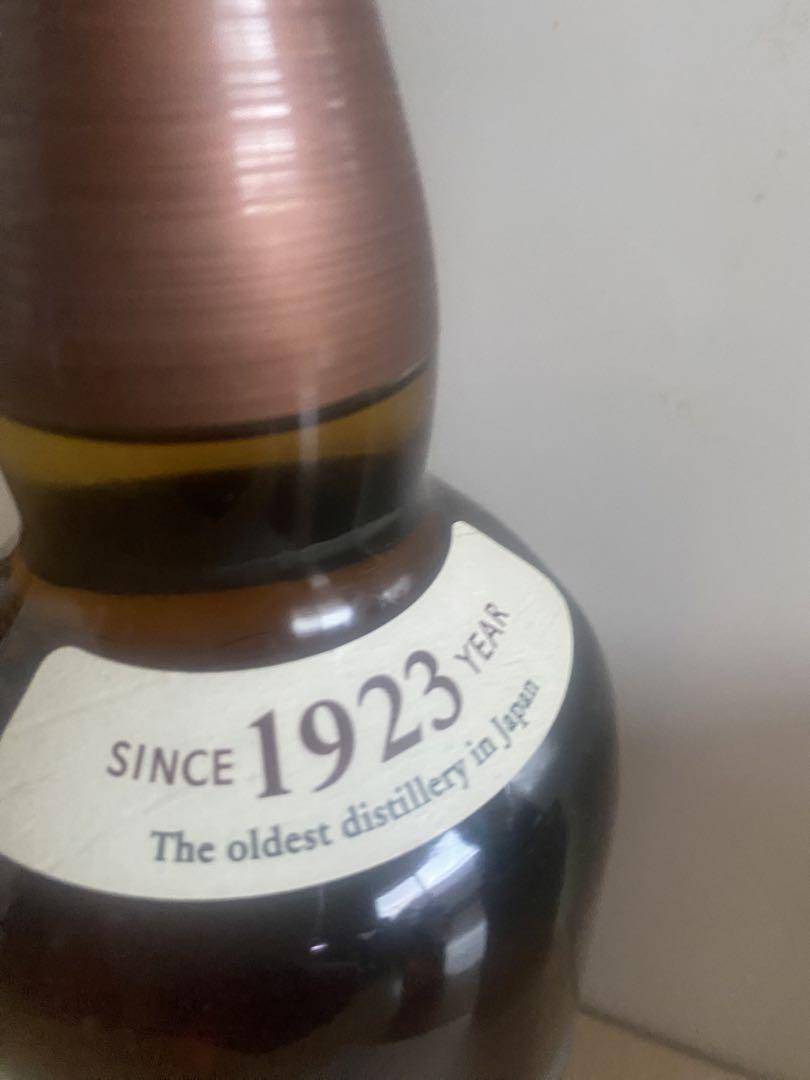 SINCE 1923 YEAR
The oldest distillery in Japan